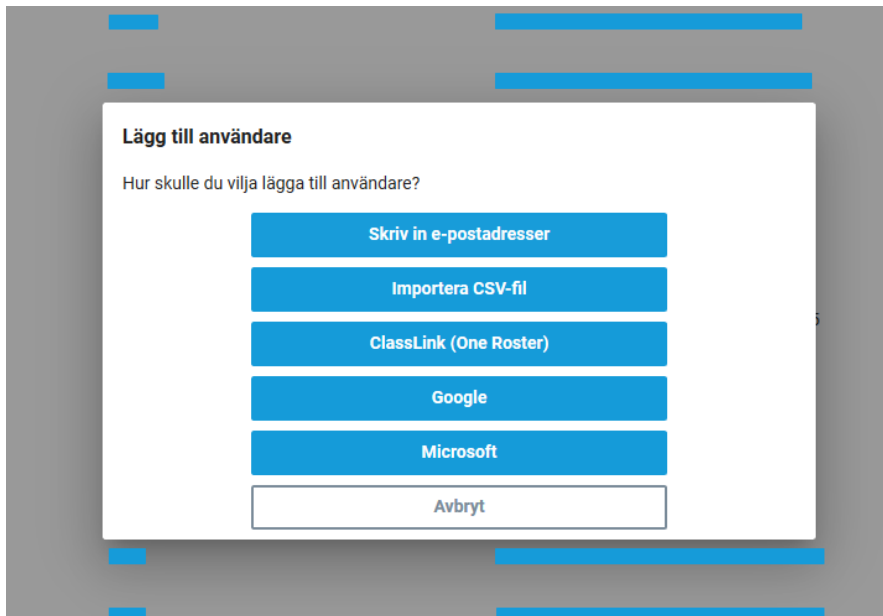 Lägg till användare
Hur skulle du vilja lägga till användare?
Skriv in e-postadresser
Importera CSV-fil
ClassLink (One Roster)
Google
Microsoft
Avbryt